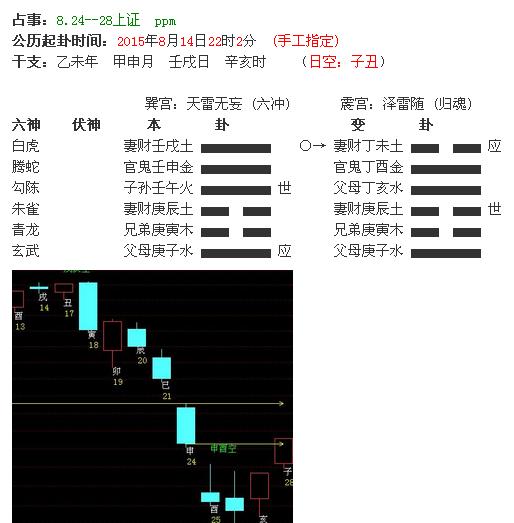 占事：8.24--28上证  ppm
公历起卦时间：2015年8月14日22时2分  (手工指定)
干支：乙未年  甲申月  壬戌日  辛亥时  （日空：子丑）
巽宫：天雷无妄 (六冲)  震宫：泽雷随 (归魂)
六神  伏神  本  卦  变  卦
白虎  妻财壬戌土  ○→  妻财丁未土  应
腾蛇  官鬼壬申金  官鬼丁酉金
勾陈  子孙壬午火  世  父母丁亥水
朱雀  妻财庚辰土  妻财庚辰土  世
青龙  兄弟庚寅木  兄弟庚寅木
玄武  父母庚子水  应  父母庚子水
酉
13
戌
14
丑
17
寅
18
卯
19
辰
20
巳
21
申
24
申酉空
酉
25
亥
子
28